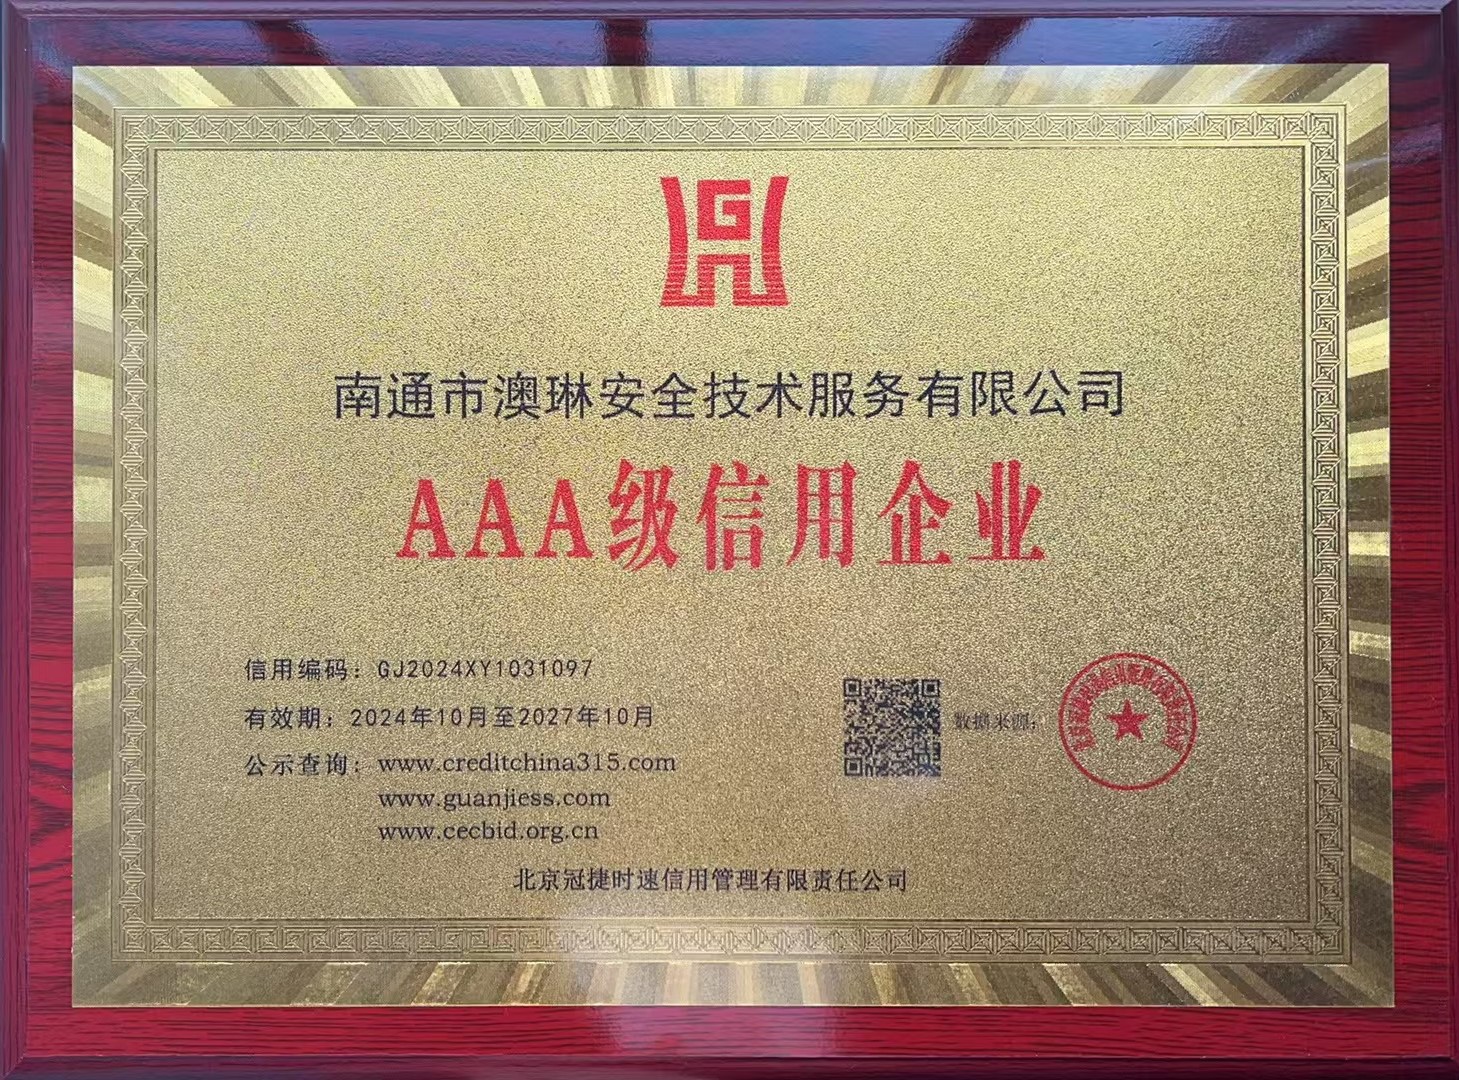 南通市澳琳安全技术服务有限公司
AAA级信用企业
信用编码：GJ2024XY1031097
有效期：2024年10月至2027年10月
公示查询：www.creditchina315.com
www.guanjiess.com
www.cecbid.org.cn
数据来源：
北京冠捷时速信用管理有限责任公司